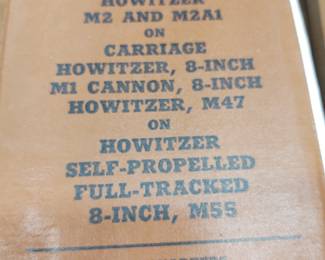 HOWITZER
M2 AND M2A1
ON
CARRIAGE
HOWITZER, 8-INCH
M1 CANNON, 8-INCH
HOWITZER, M47
ON
HOWITZER
SELF-PROPELLED
FULL-TRACKED
8-INCH, M55